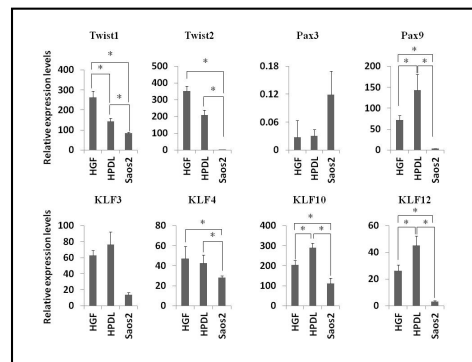 Twist1 Twist2 Pax3 Pax9
Relative expression levels
400
300
200
100
0
* * *
HGF HPDL Saos2
400
300
200
100
0
* *
HGF HPDL Saos2
0.18
0.12
0.06
0
HGF HPDL Saos2
200
150
100
50
0
* * *
HGF HPDL Saos2
KLF3 KLF4 KLF10 KLF12
Relative expression levels
100
80
60
40
20
0
HGF HPDL Saos2
80
60
40
20
0
* *
HGF HPDL Saos2
400
300
200
100
0
* * *
HGF HPDL Saos2
60
40
20
0
* * *
HGF HPDL Saos2